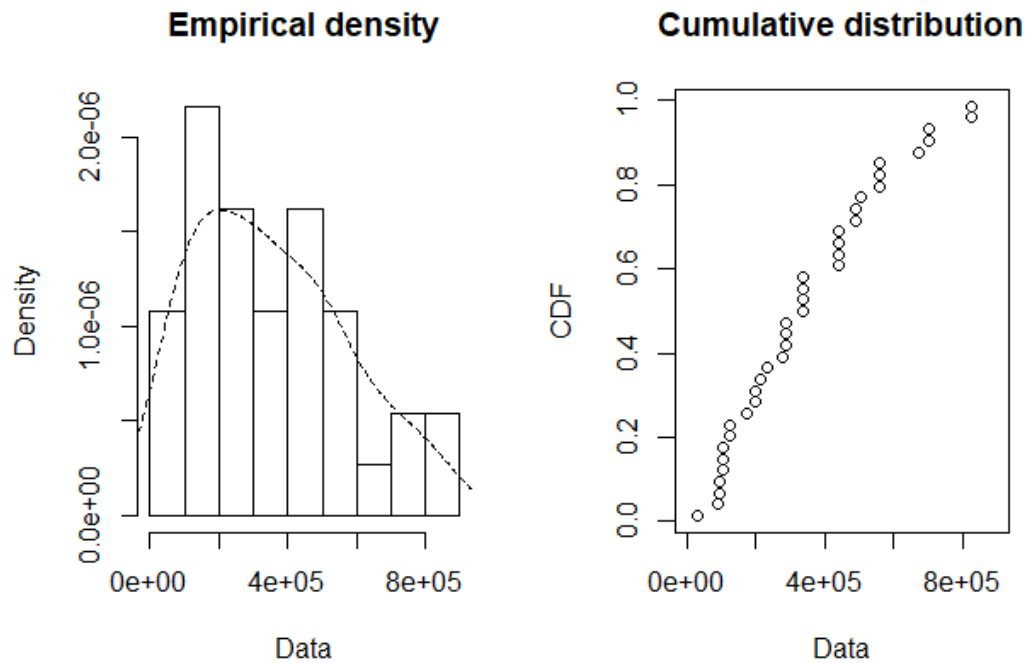 Empirical density
Density
0.0e+00
1.0e-06
2.0e-06
0e+00
4e+05
8e+05
Data
Cumulative distribution
CDF
0.0
0.2
0.4
0.6
0.8
1.0
0e+00
4e+05
8e+05
Data